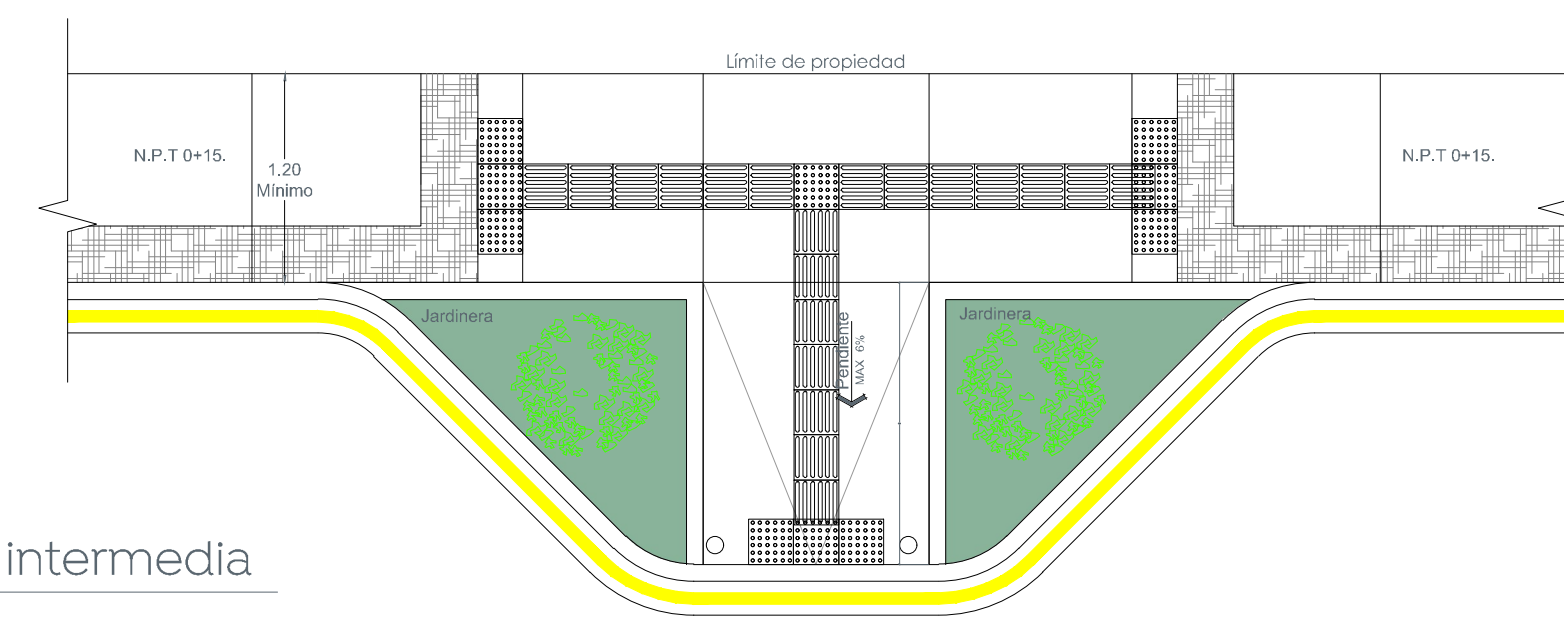 Límite de propiedad
N.P.T 0+15.
1.20
Mínimo
N.P.T 0+15.
Jardinera
Pendiente
MAX 6%
Jardinera
intermedia